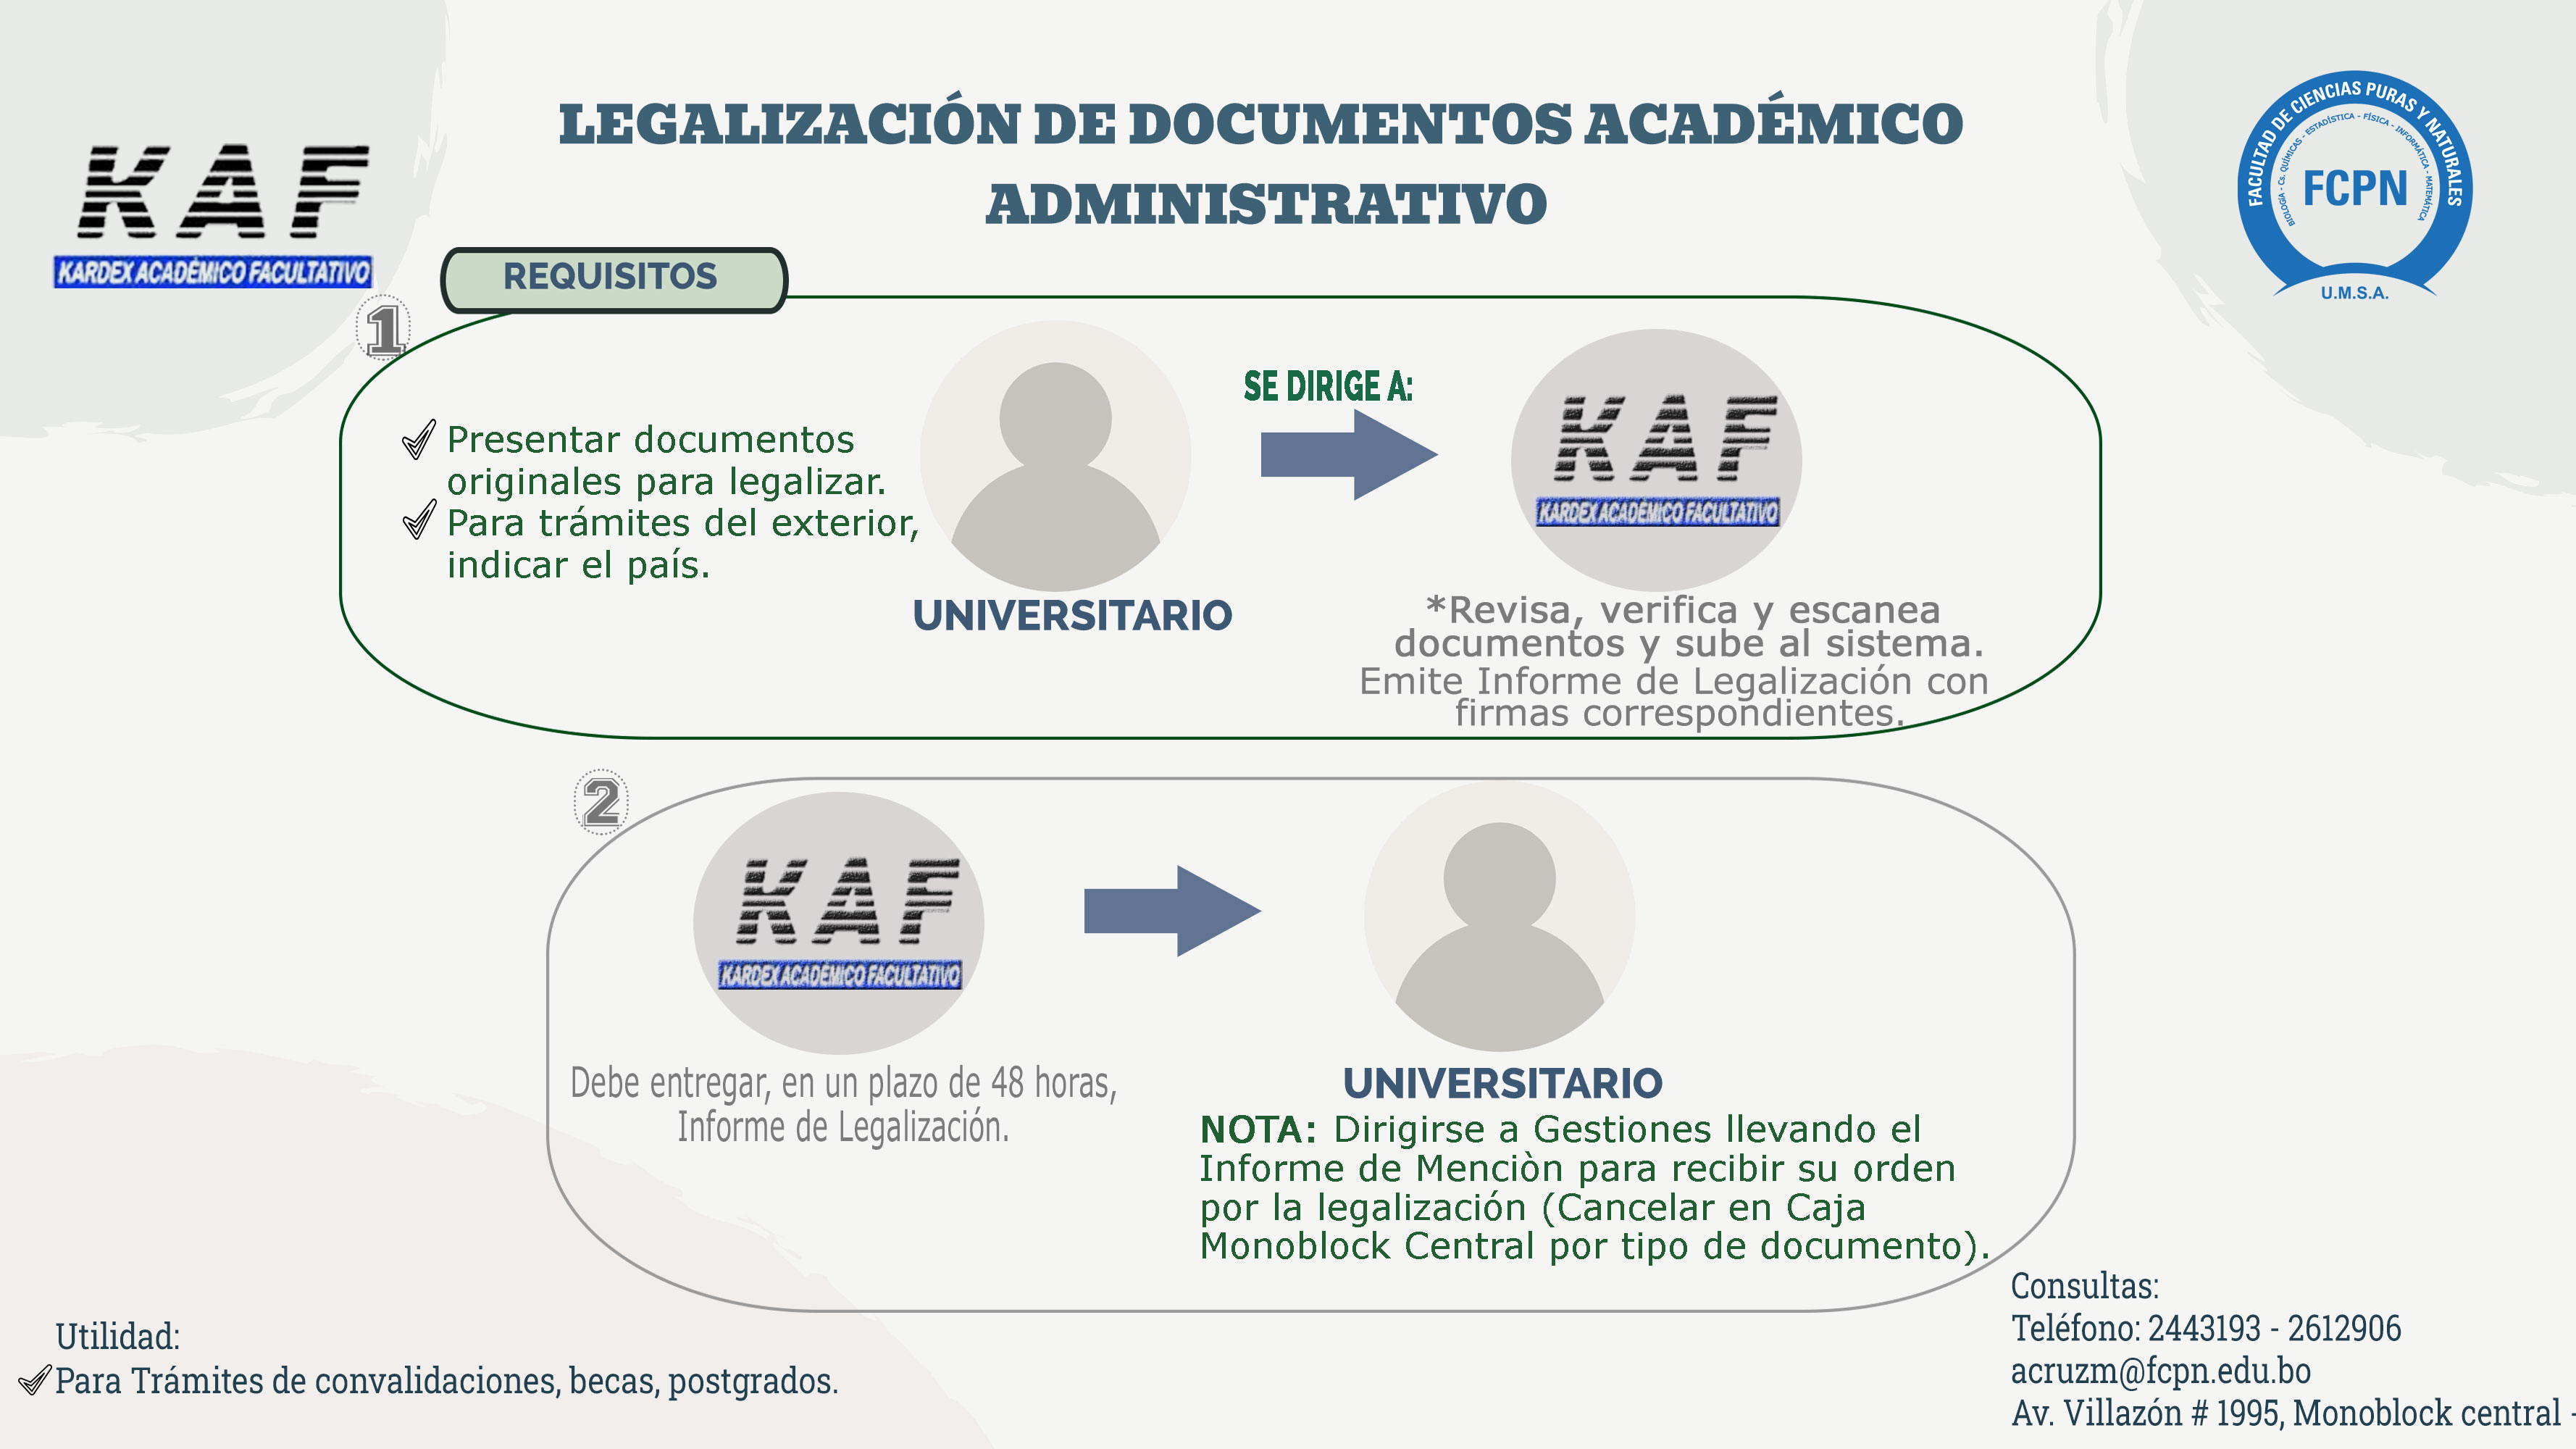 LEGALIZACIÓN DE DOCUMENTOS ACADÉMICO
ADMINISTRATIVO
KAF
KARDEX ACADÉMICO FACULTATIVO
FACULTAD DE CIENCIAS PURAS Y NATURALES
BIOLOGÍA - Cs. QUÍMICAS - ESTADÍSTICA - FÍSICA - INFORMÁTICA - MATEMÁTICA
FCPN
U.M.S.A.
REQUISITOS
1
Presentar documentos
originales para legalizar.
Para trámites del exterior,
indicar el país.
UNIVERSITARIO
SE DIRIGE A:
KAF
KARDEX ACADÉMICO FACULTATIVO
*Revisa, verifica y escanea
documentos y sube al sistema.
Emite Informe de Legalización con
firmas correspondientes.
2
KAF
KARDEX ACADÉMICO FACULTATIVO
Debe entregar, en un plazo de 48 horas,
Informe de Legalización.
UNIVERSITARIO
NOTA: Dirigirse a Gestiones llevando el
Informe de Menciòn para recibir su orden
por la legalización (Cancelar en Caja
Monoblock Central por tipo de documento).
Utilidad:
Para Trámites de convalidaciones, becas, postgrados.
Consultas:
Teléfono: 2443193 - 2612906
acruzm@fcpn.edu.bo
Av. Villazón # 1995, Monoblock central -